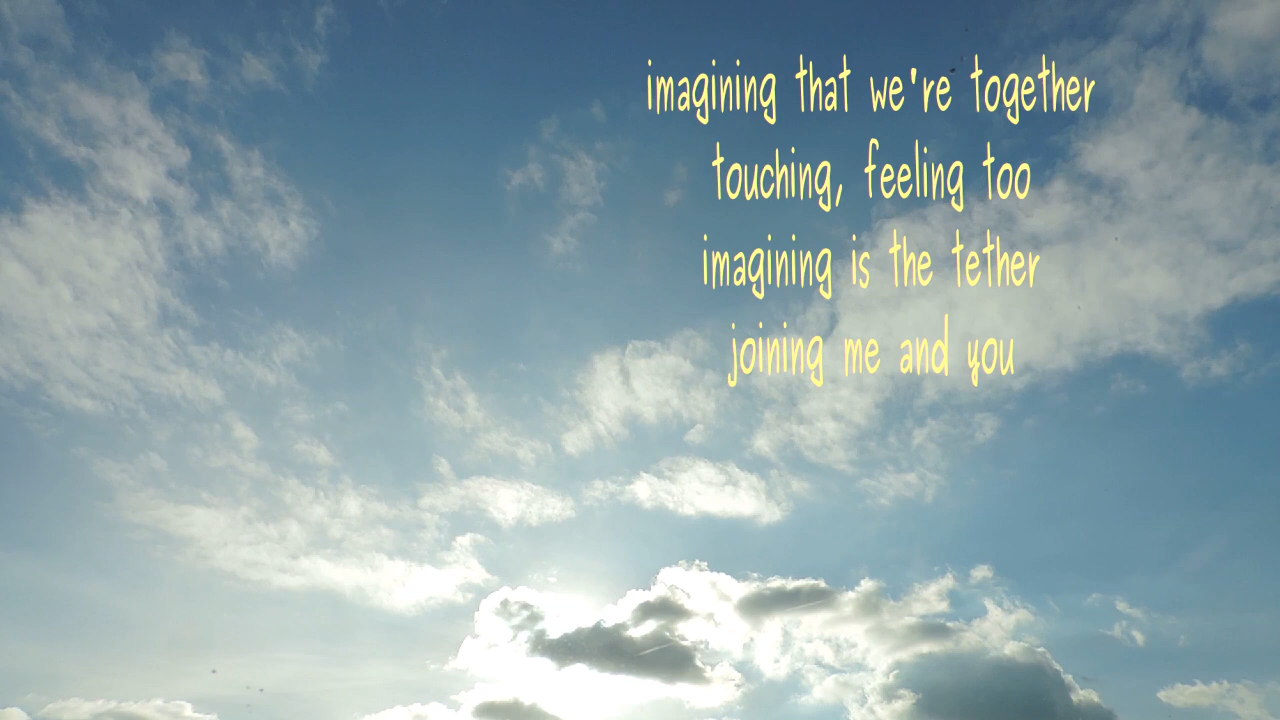 imagining that we're together
touching, feeling too
imagining is the tether
joining me and you